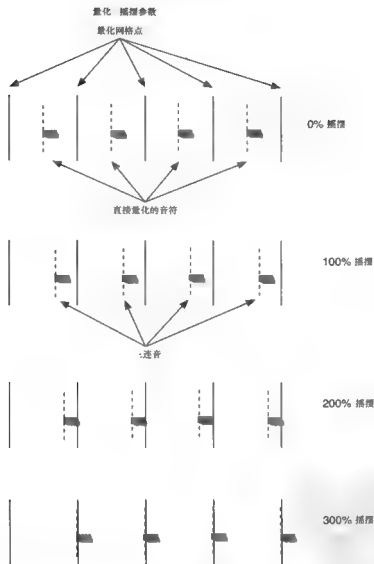 量化 摇摆参数
量化网格点
0% 摇摆
直接量化的音符
100% 摇摆
连音
200% 摇摆
300% 摇摆